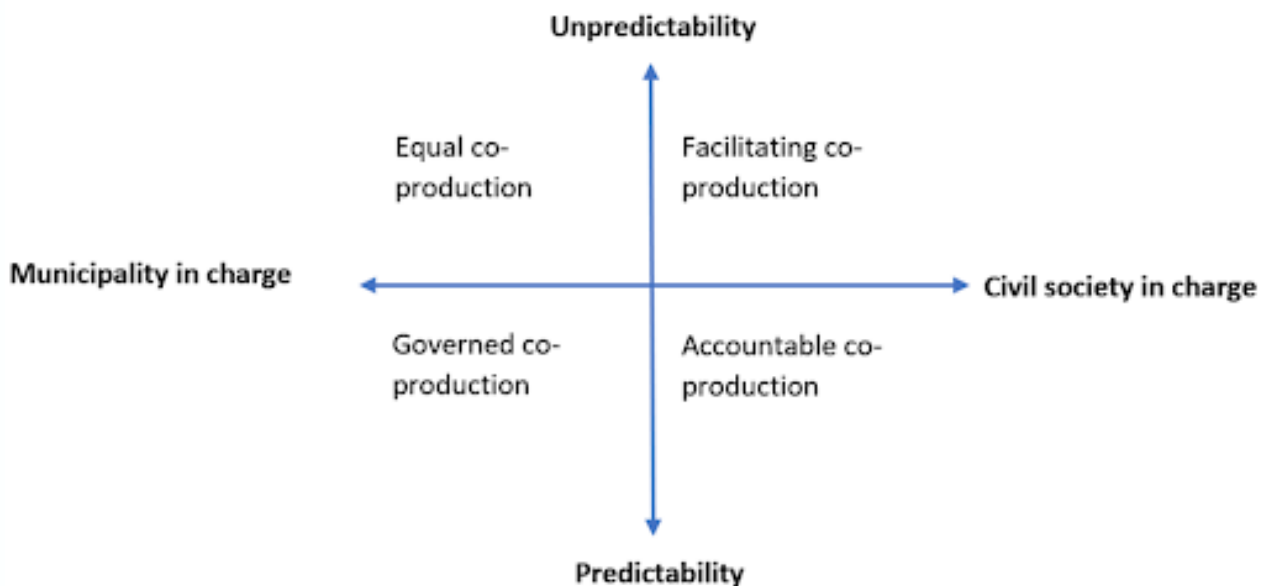 Unpredictability
Equal co-
production
Facilitating co-
production
Municipality in charge
Civil society in charge
Governed co-
production
Accountable co-
production
Predictability